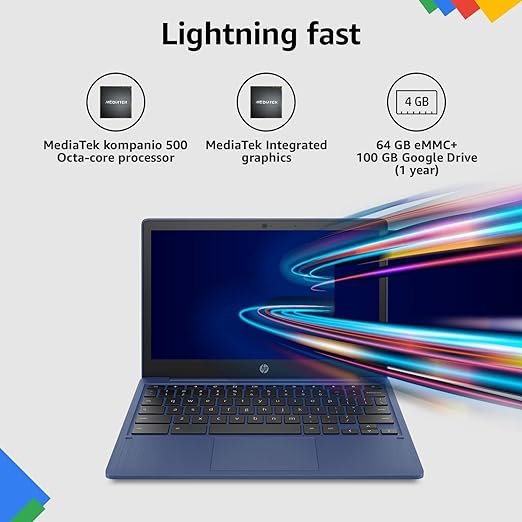 Lightning fast
MEDIATEK
MEDIATEK
4 GB
MediaTek kompanio 500
Octa-core processor
MediaTek Integrated
graphics
64 GB eMMC+
100 GB Google Drive
(1 year)
hp